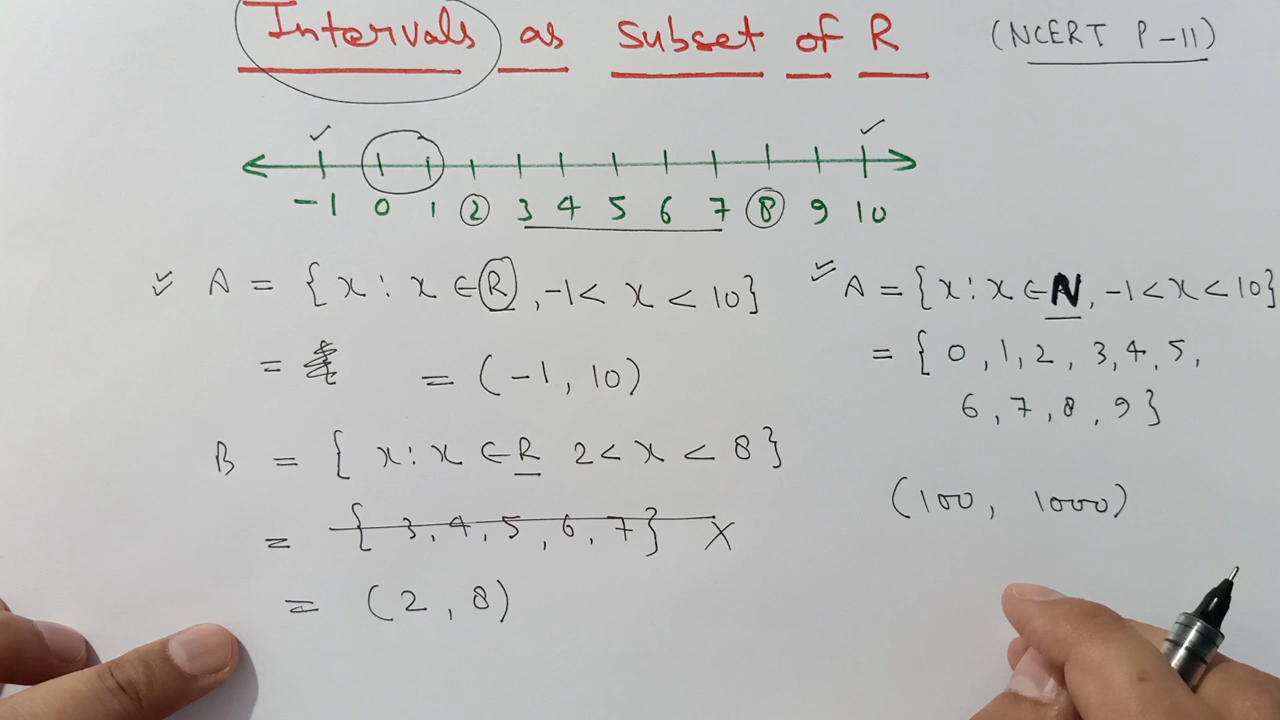 Intervals as subset of R (NCERT P-11)
-1 0 1 2 3 4 5 6 7 8 9 10
A = {x : x ∈ R, -1 < x < 10}
= = (-1, 10)
B = {x : x ∈ R 2 < x < 8}
= {3, 4, 5, 6, 7} X
= (2, 8)
A = {x : x ∈ N, -1 < x < 10}
= {0, 1, 2, 3, 4, 5,
6, 7, 8, 9}
(100, 1000)